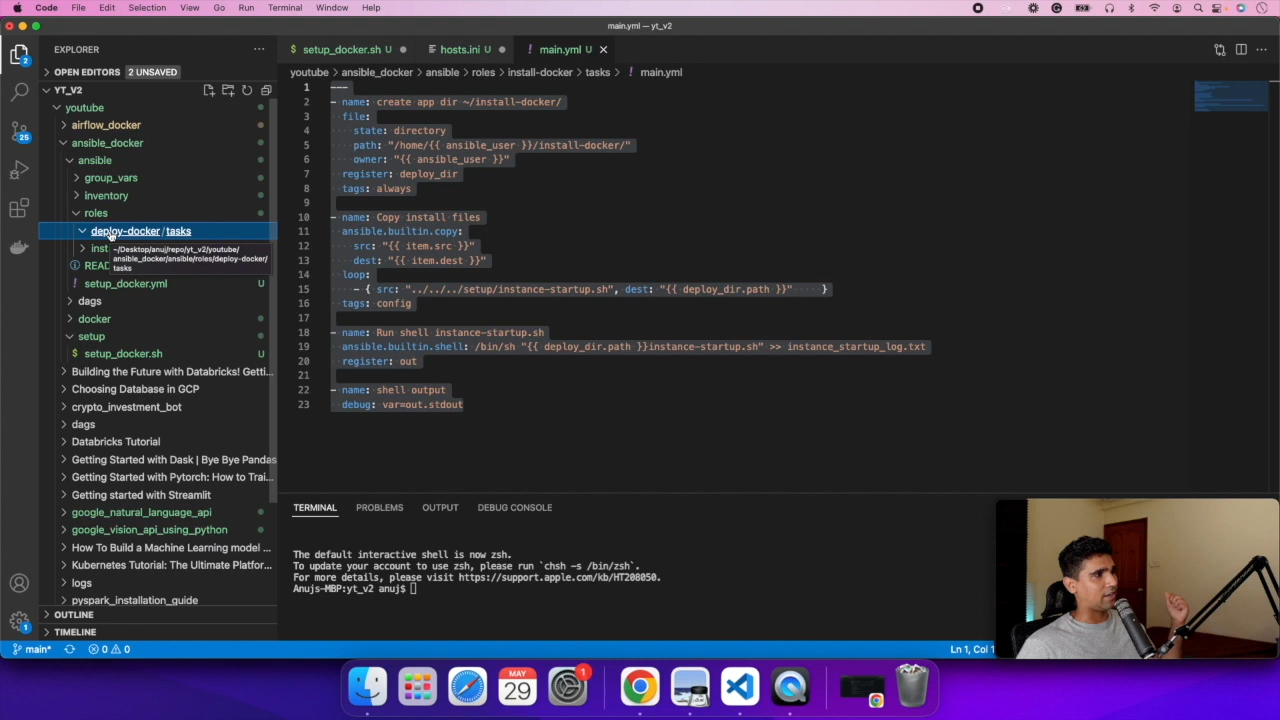 Code File Edit Selection View Go Run Terminal Window Help
main.yml — yt_v2
EXPLORER
OPEN EDITORS 2 UNSAVED
YT_V2
youtube
airflow_docker
ansible_docker
ansible
group_vars
inventory
roles
deploy-docker / tasks
inst
~/Desktop/anuj/repo/yt_v2/youtube/
ansible_docker/ansible/roles/deploy-docker/
tasks
READ
setup_docker.yml U
dags
docker
setup
setup_docker.sh U
Building the Future with Databricks! Getti...
Choosing Database in GCP
crypto_investment_bot
dags
Databricks Tutorial
Getting Started with Dask | Bye Bye Pandas
Getting Started with Pytorch: How to Trai...
Getting started with Streamlit
google_natural_language_api
google_vision_api_using_python
How To Build a Machine Learning model ...
Kubernetes Tutorial: The Ultimate Platfor...
logs
pyspark_installation_guide
OUTLINE
TIMELINE
2
25
1
setup_docker.sh U
hosts.ini U
main.yml U
youtube > ansible_docker > ansible > roles > install-docker > tasks > ! main.yml
1 ---
2 - name: create app dir ~/install-docker/
3 file:
4 state: directory
5 path: "/home/{{ ansible_user }}/install-docker/"
6 owner: "{{ ansible_user }}"
7 register: deploy_dir
8 tags: always
9
10 - name: Copy install files
11 ansible.builtin.copy:
12 src: "{{ item.src }}"
13 dest: "{{ item.dest }}"
14 loop:
15 - { src: "../../../setup/instance-startup.sh", dest: "{{ deploy_dir.path }}" }
16 tags: config
17
18 - name: Run shell instance-startup.sh
19 ansible.builtin.shell: /bin/sh "{{ deploy_dir.path }}instance-startup.sh" >> instance_startup_log.txt
20 register: out
21
22 - name: shell output
23 debug: var=out.stdout
TERMINAL PROBLEMS OUTPUT DEBUG CONSOLE
The default interactive shell is now zsh.
To update your account to use zsh, please run `chsh -s /bin/zsh`.
For more details, please visit https://support.apple.com/kb/HT208050.
Anujs-MBP:yt_v2 anuj$
main* 0 0 Ln 1, Col 1
MAY
29
1